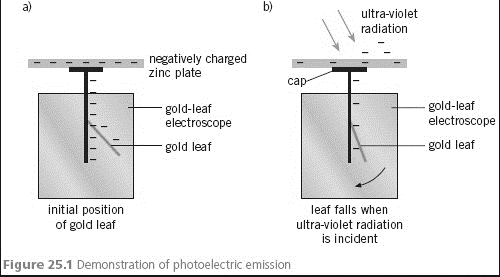 a)
negatively charged
zinc plate
gold-leaf
electroscope
gold leaf
initial position
of gold leaf
b)
ultra-violet
radiation
cap
gold-leaf
electroscope
gold leaf
leaf falls when
ultra-violet radiation
is incident
Figure 25.1 Demonstration of photoelectric emission